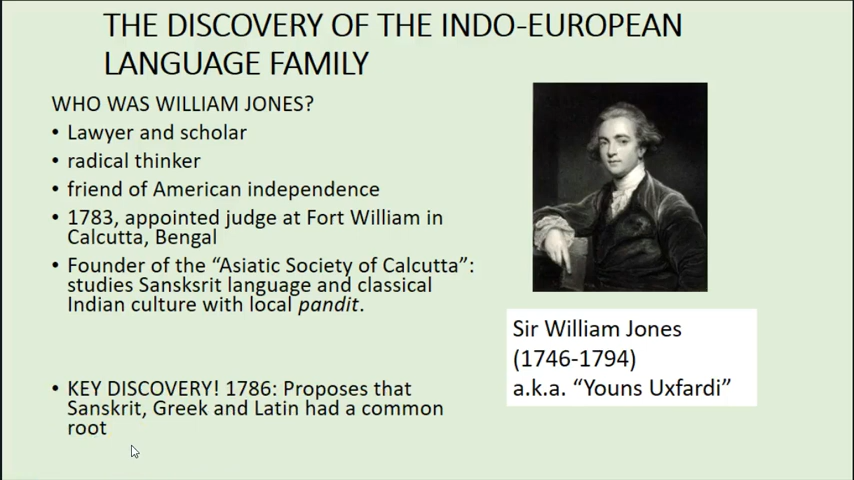 THE DISCOVERY OF THE INDO-EUROPEAN
LANGUAGE FAMILY
WHO WAS WILLIAM JONES?
• Lawyer and scholar
• radical thinker
• friend of American independence
• 1783, appointed judge at Fort William in
Calcutta, Bengal
• Founder of the “Asiatic Society of Calcutta”:
studies Sansksrit language and classical
Indian culture with local pandit.
• KEY DISCOVERY! 1786: Proposes that
Sanskrit, Greek and Latin had a common
root
Sir William Jones
(1746-1794)
a.k.a. “Youns Uxfardi”